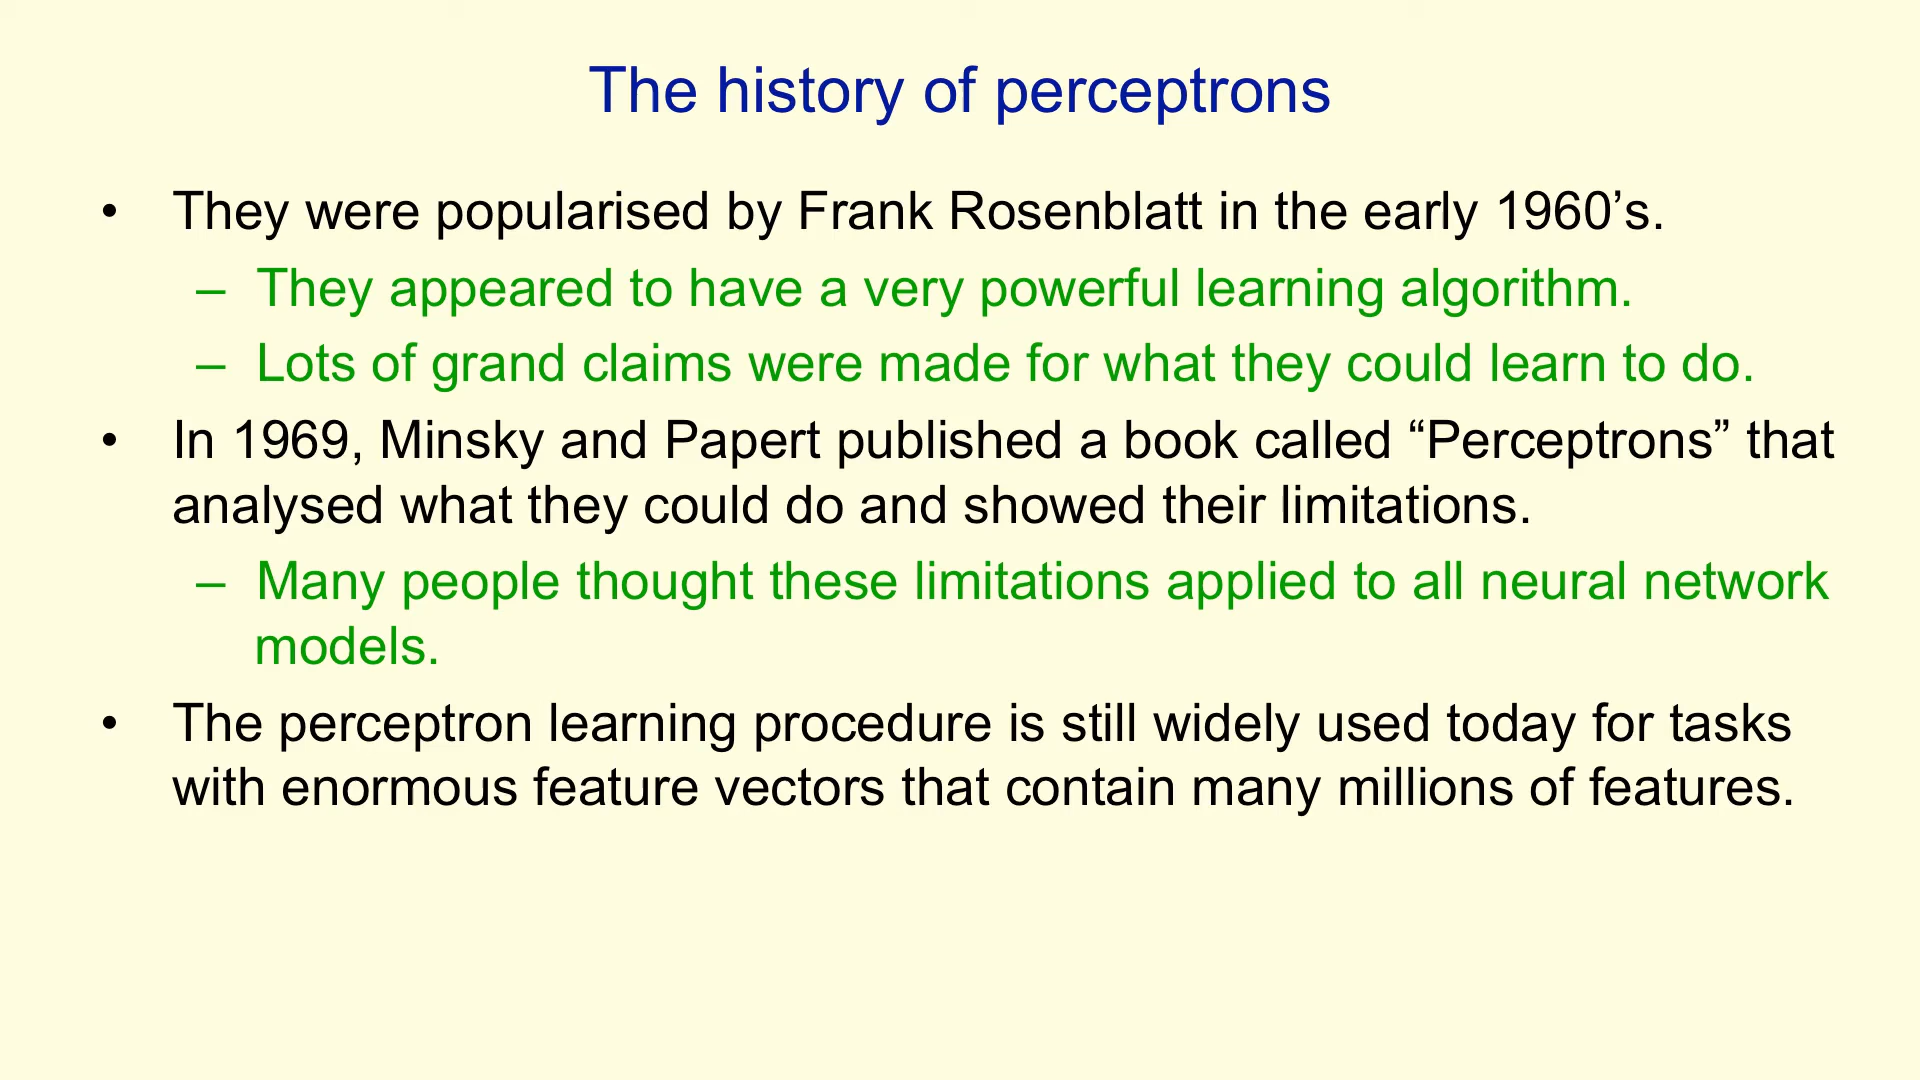 The history of perceptrons
• They were popularised by Frank Rosenblatt in the early 1960’s.
– They appeared to have a very powerful learning algorithm.
– Lots of grand claims were made for what they could learn to do.
• In 1969, Minsky and Papert published a book called “Perceptrons” that
analysed what they could do and showed their limitations.
– Many people thought these limitations applied to all neural network
models.
• The perceptron learning procedure is still widely used today for tasks
with enormous feature vectors that contain many millions of features.